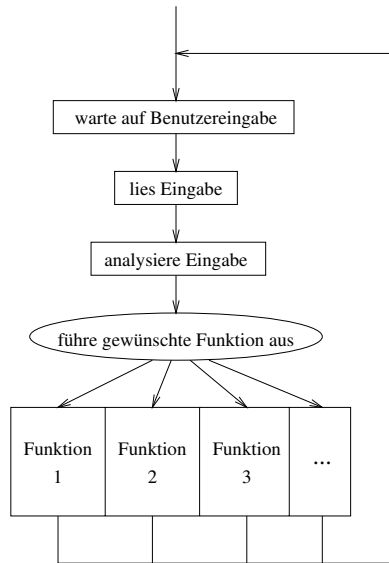 warte auf Benutzereingabe
lies Eingabe
analysiere Eingabe
führe gewünschte Funktion aus
Funktion
1
Funktion
2
Funktion
3
...